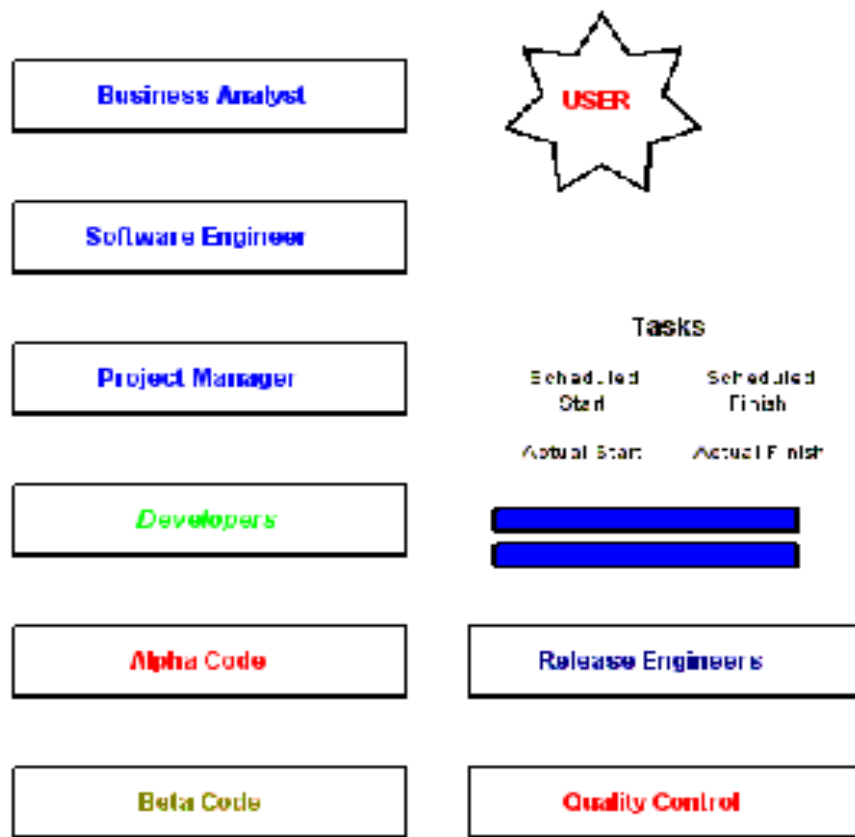 Business Analyst
USER
Software Engineer
Tasks
Project Manager
Scheduled Scheduled
Start Finish
Actual Start Actual Finish
Developers
Alpha Code
Release Engineers
Beta Code
Quality Control